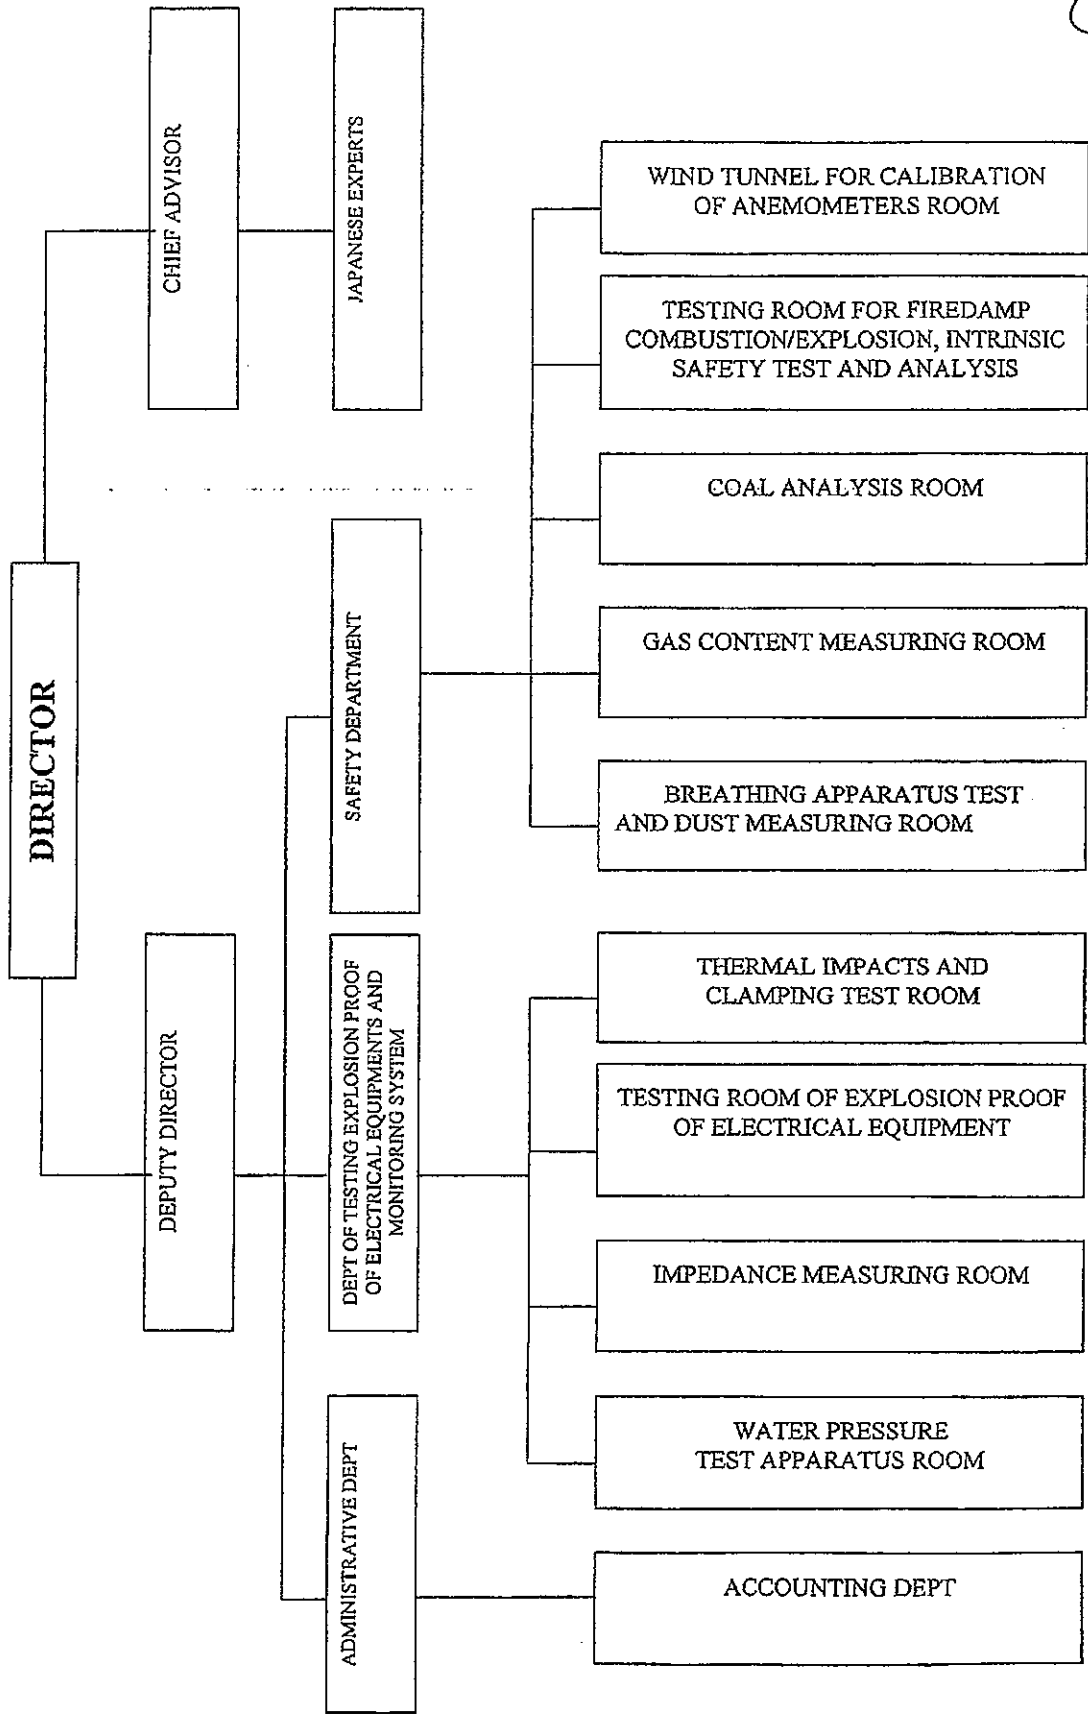 DIRECTOR
DEPUTY DIRECTOR
CHIEF ADVISOR
ADMINISTRATIVE DEPT
DEPT OF TESTING EXPLOSION PROOF
OF ELECTRICAL EQUIPMENTS AND
MONITORING SYSTEM
SAFETY DEPARTMENT
JAPANESE EXPERTS
ACCOUNTING DEPT
WATER PRESSURE
TEST APPARATUS ROOM
IMPEDANCE MEASURING ROOM
TESTING ROOM OF EXPLOSION PROOF
OF ELECTRICAL EQUIPMENT
THERMAL IMPACTS AND
CLAMPING TEST ROOM
BREATHING APPARATUS TEST
AND DUST MEASURING ROOM
GAS CONTENT MEASURING ROOM
COAL ANALYSIS ROOM
TESTING ROOM FOR FIREDAMP
COMBUSTION/EXPLOSION, INTRINSIC
SAFETY TEST AND ANALYSIS
WIND TUNNEL FOR CALIBRATION
OF ANEMOMETERS ROOM